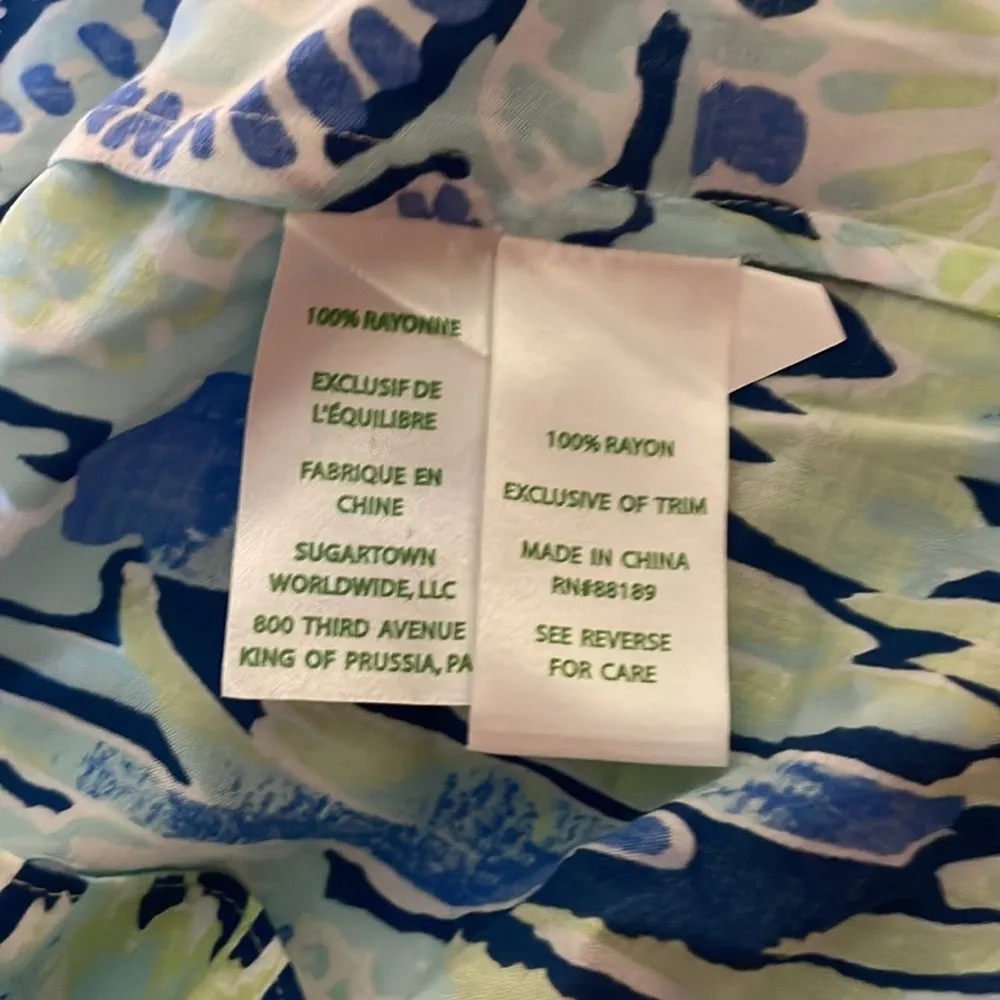 100% RAYONNE
EXCLUSIF DE
L'ÉQUILIBRE
FABRIQUE EN
CHINE
SUGARTOWN
WORLDWIDE, LLC
800 THIRD AVENUE
KING OF PRUSSIA, PA
100% RAYON
EXCLUSIVE OF TRIM
MADE IN CHINA
RN#88189
SEE REVERSE
FOR CARE